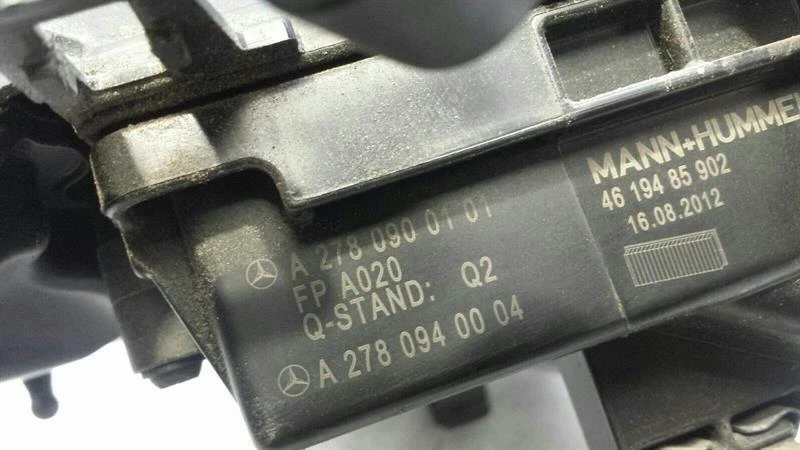 A 278 090 01 01
FP A020
Q-STAND: Q2
A 278 094 00 04
MANN+HUMMEL
46 194 85 902
16.08.2012